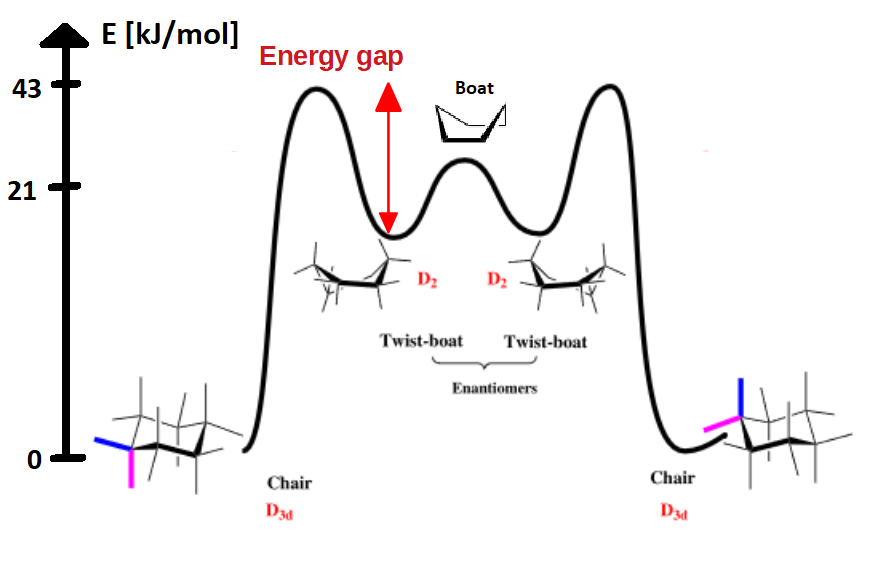 E [kJ/mol]
Energy gap
43
Boat
21
D2
D2
Twist-boat
Twist-boat
Enantiomers
0
Chair
Chair
D3d
D3d